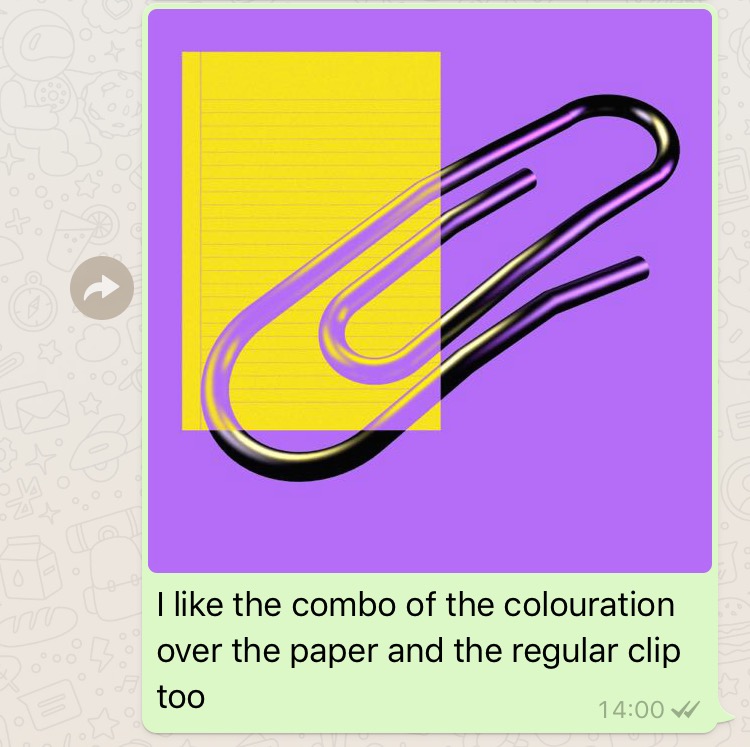 I like the combo of the colouration
over the paper and the regular clip
too
14:00